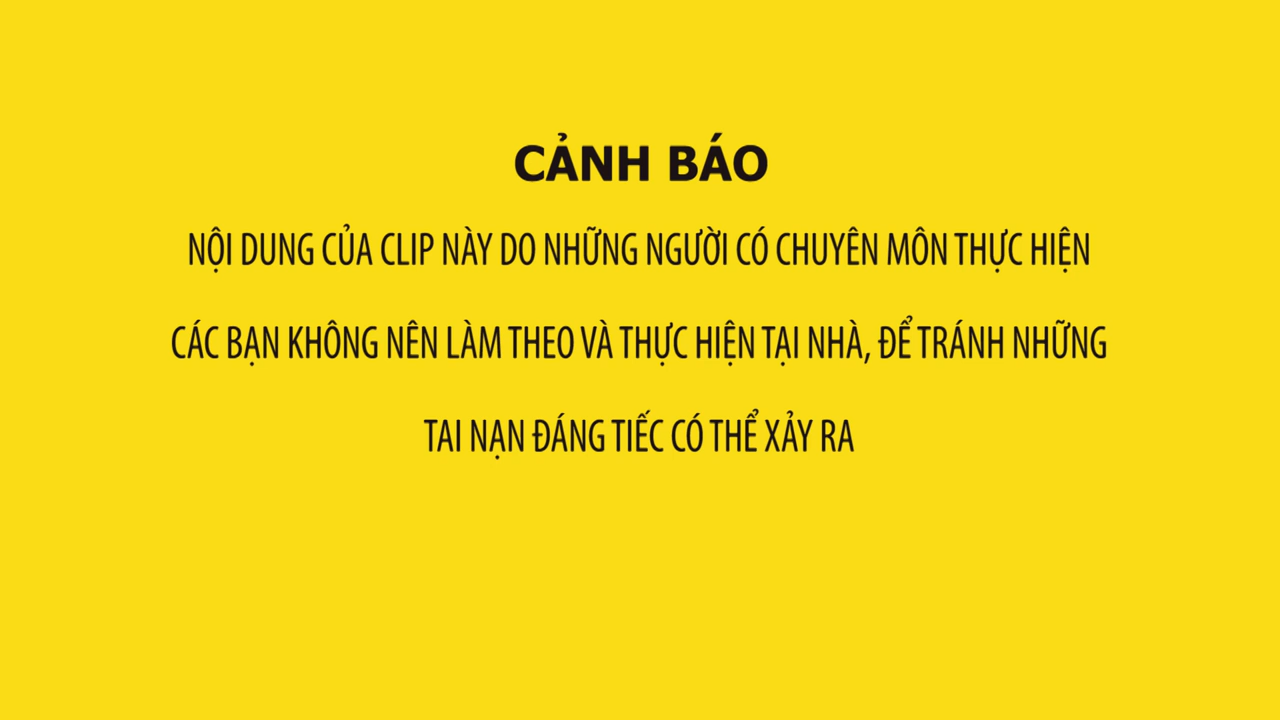 CẢNH BÁO
NỘI DUNG CỦA CLIP NÀY DO NHỮNG NGƯỜI CÓ CHUYÊN MÔN THỰC HIỆN
CÁC BẠN KHÔNG NÊN LÀM THEO VÀ THỰC HIỆN TẠI NHÀ, ĐỂ TRÁNH NHỮNG
TAI NẠN ĐÁNG TIẾC CÓ THỂ XẢY RA